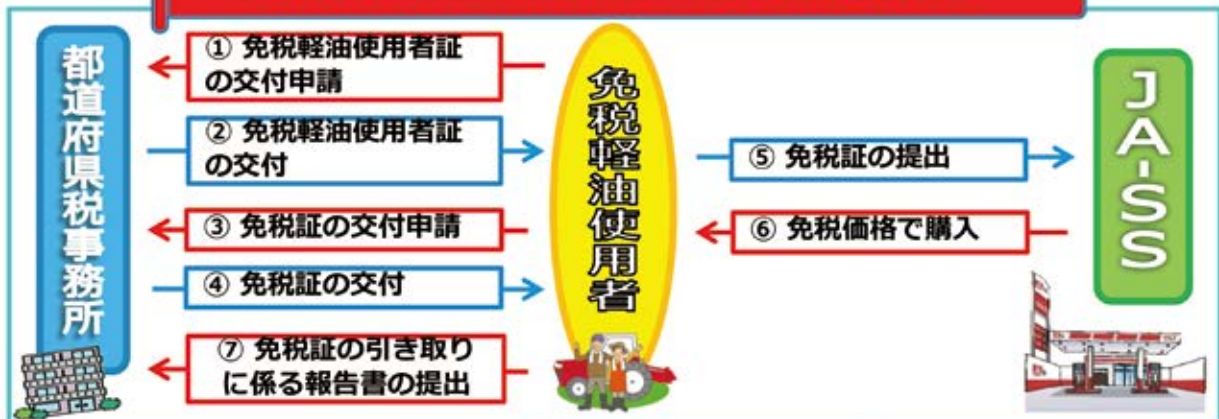 都道府県税事務所
① 免税軽油使用者証
の交付申請
② 免税軽油使用者証
の交付
③ 免税証の交付申請
④ 免税証の交付
⑦ 免税証の引き取り
に係る報告書の提出
免税軽油使用者
⑤ 免税証の提出
⑥ 免税価格で購入
JA-SS